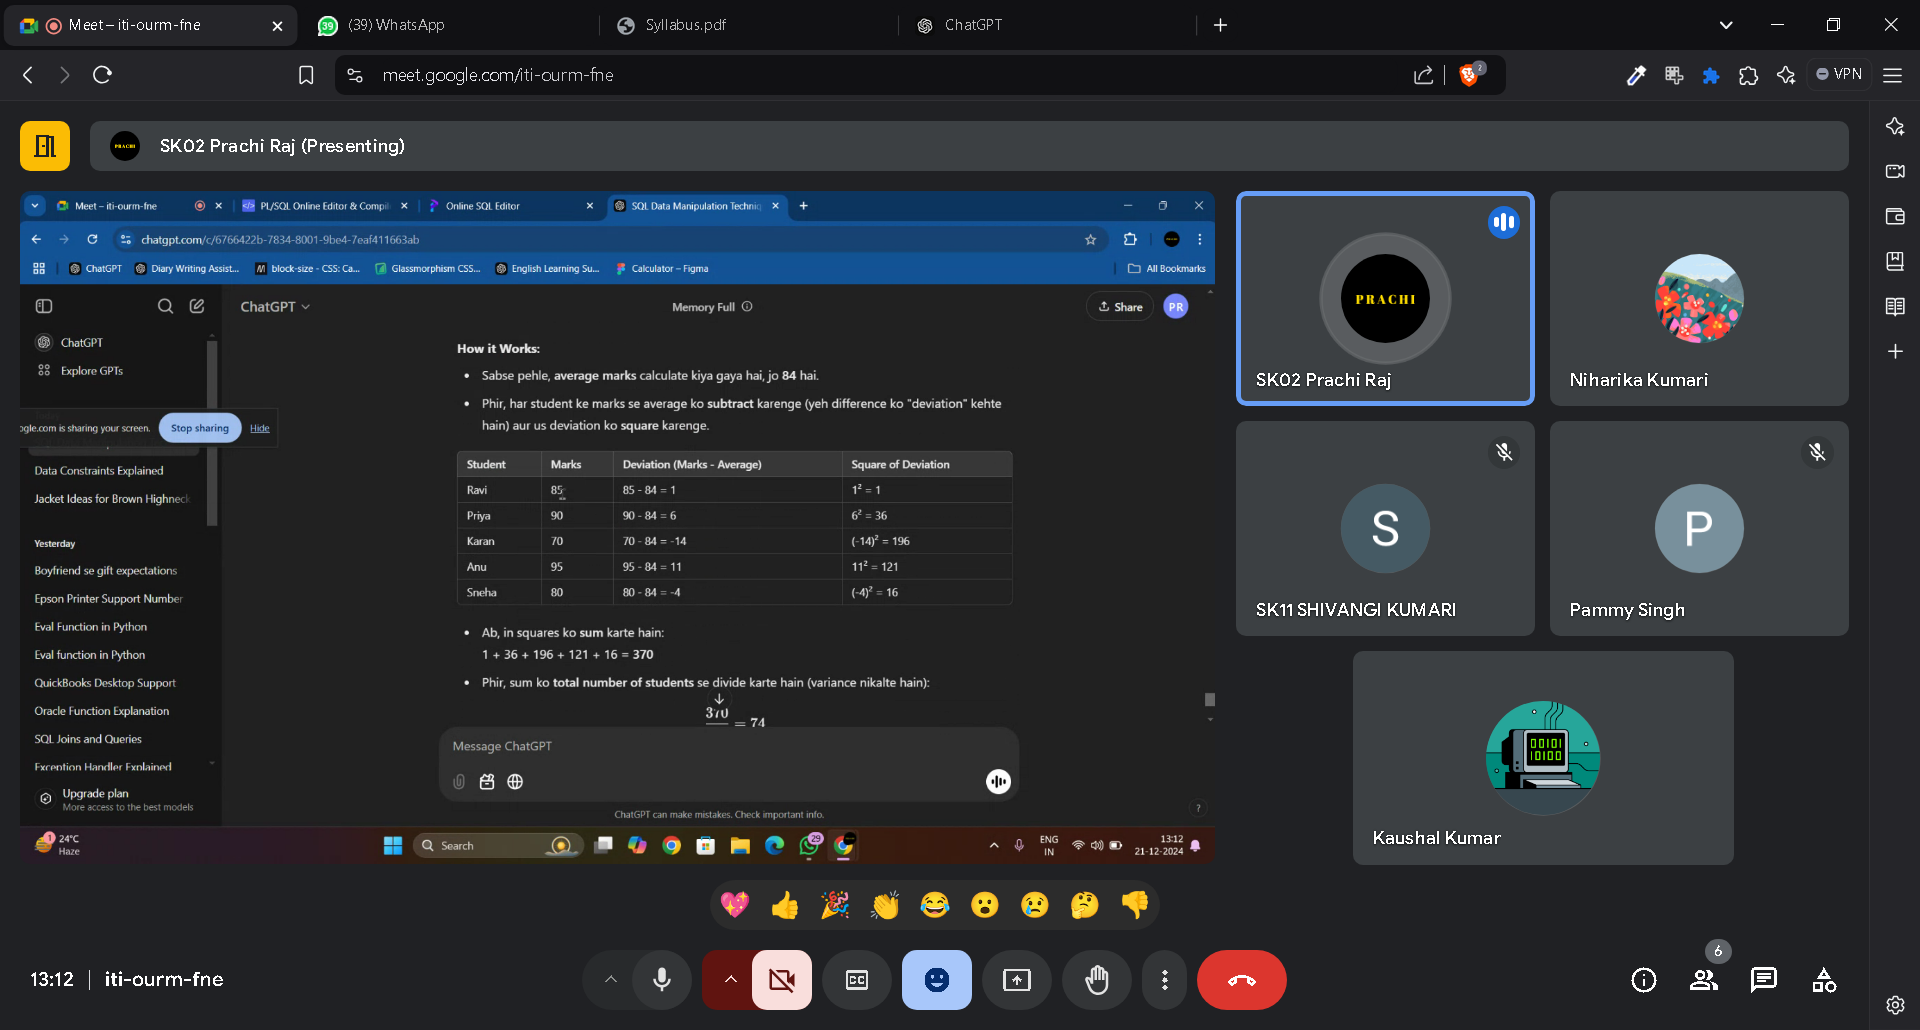 Meet – iti-ourm-fne
(39) WhatsApp
Syllabus.pdf
ChatGPT
meet.google.com/iti-ourm-fne
2
VPN
PRACHI
SK02 Prachi Raj (Presenting)
Meet – iti-ourm-fne
PL/SQL Online Editor & Compil
Online SQL Editor
SQL Data Manipulation Techniq
chatgpt.com/c/6766422b-7834-8001-9be4-7eaf411663ab
ChatGPT
Diary Writing Assist...
block-size - CSS: Ca...
Glassmorphism CSS...
English Learning Su...
Calculator – Figma
All Bookmarks
ChatGPT
Memory Full
Share
PR
ChatGPT
Explore GPTs
ogle.com is sharing your screen.
Stop sharing
Hide
Data Constraints Explained
Jacket Ideas for Brown Highneck
Yesterday
Boyfriend se gift expectations
Epson Printer Support Number
Eval Function in Python
Eval function in Python
QuickBooks Desktop Support
Oracle Function Explanation
SQL Joins and Queries
Exception Handler Explained
Upgrade plan
More access to the best models
How it Works:
• Sabse pehle, average marks calculate kiya gaya hai, jo 84 hai.
• Phir, har student ke marks se average ko subtract karenge (yeh difference ko "deviation" kehte
hain) aur us deviation ko square karenge.
Student Marks Deviation (Marks - Average) Square of Deviation
Ravi 85 85 - 84 = 1 1² = 1
Priya 90 90 - 84 = 6 6² = 36
Karan 70 70 - 84 = -14 (-14)² = 196
Anu 95 95 - 84 = 11 11² = 121
Sneha 80 80 - 84 = -4 (-4)² = 16
• Ab, in squares ko sum karte hain:
1 + 36 + 196 + 121 + 16 = 370
• Phir, sum ko total number of students se divide karte hain (variance nikalte hain):
370
= 74
Message ChatGPT
ChatGPT can make mistakes. Check important info.
?
1
24°C
Haze
Search
29
ENG
IN
13:12
21-12-2024
PRACHI
SK02 Prachi Raj
Niharika Kumari
S
SK11 SHIVANGI KUMARI
P
Pammy Singh
00101
10100
Kaushal Kumar
13:12 | iti-ourm-fne
CC
6